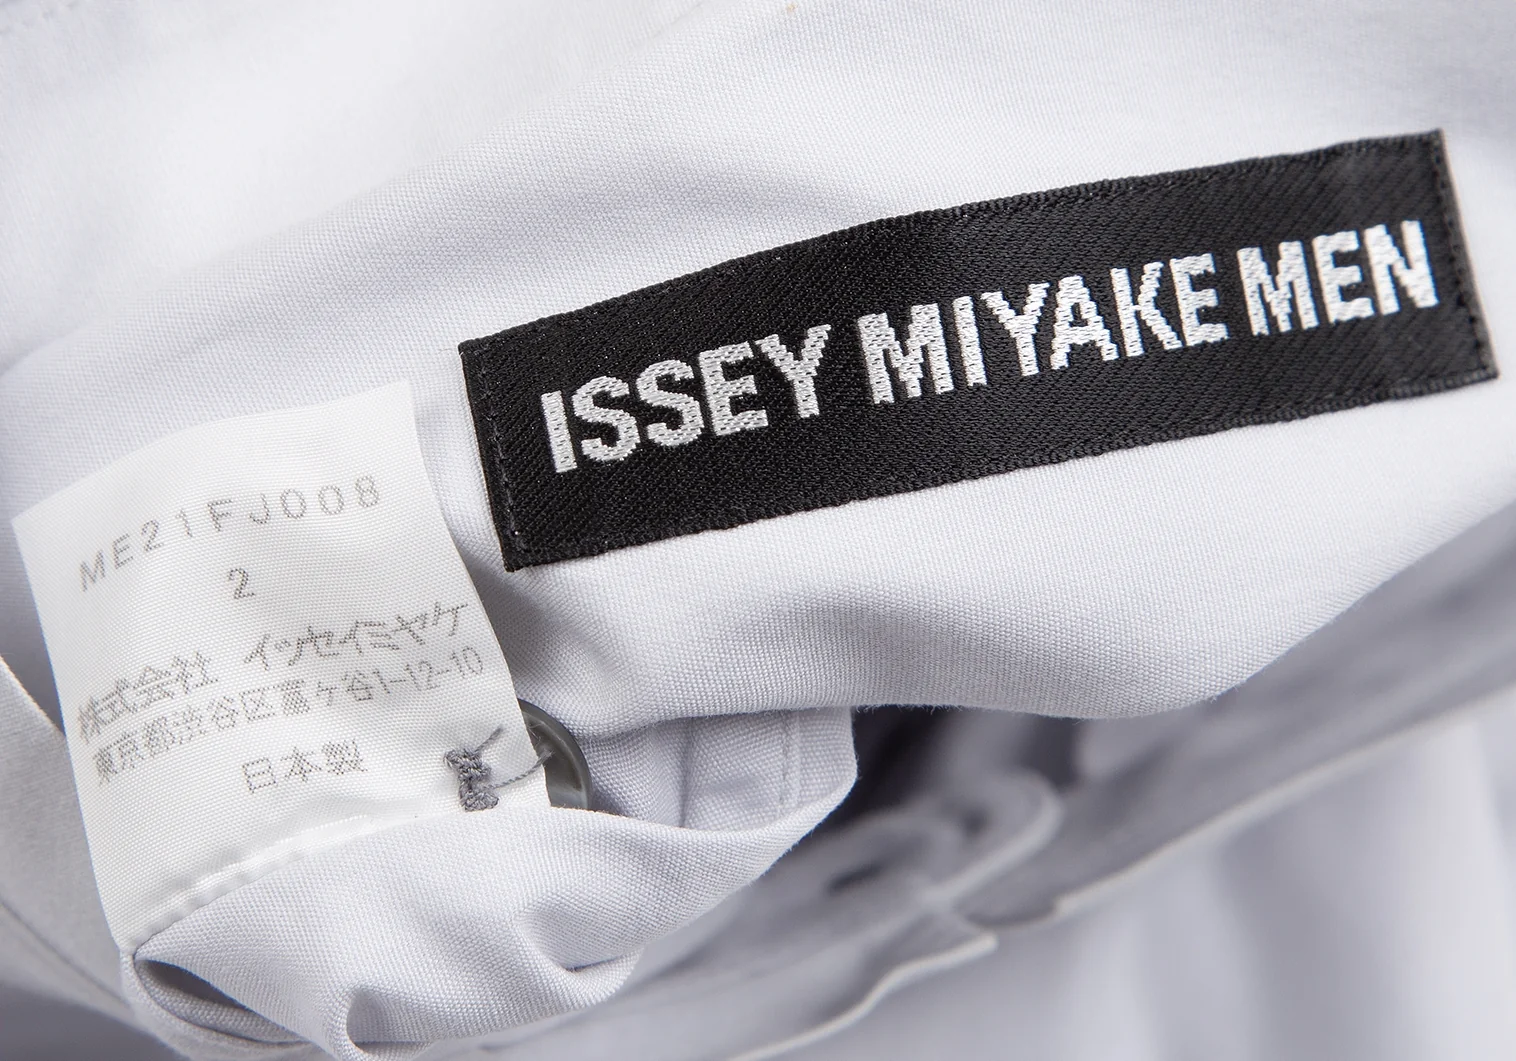 ISSEY MIYAKE MEN
ME21FJ008
2
株式会社 イッセイミヤケ
東京都渋谷区富ヶ谷1-12-10
日本製